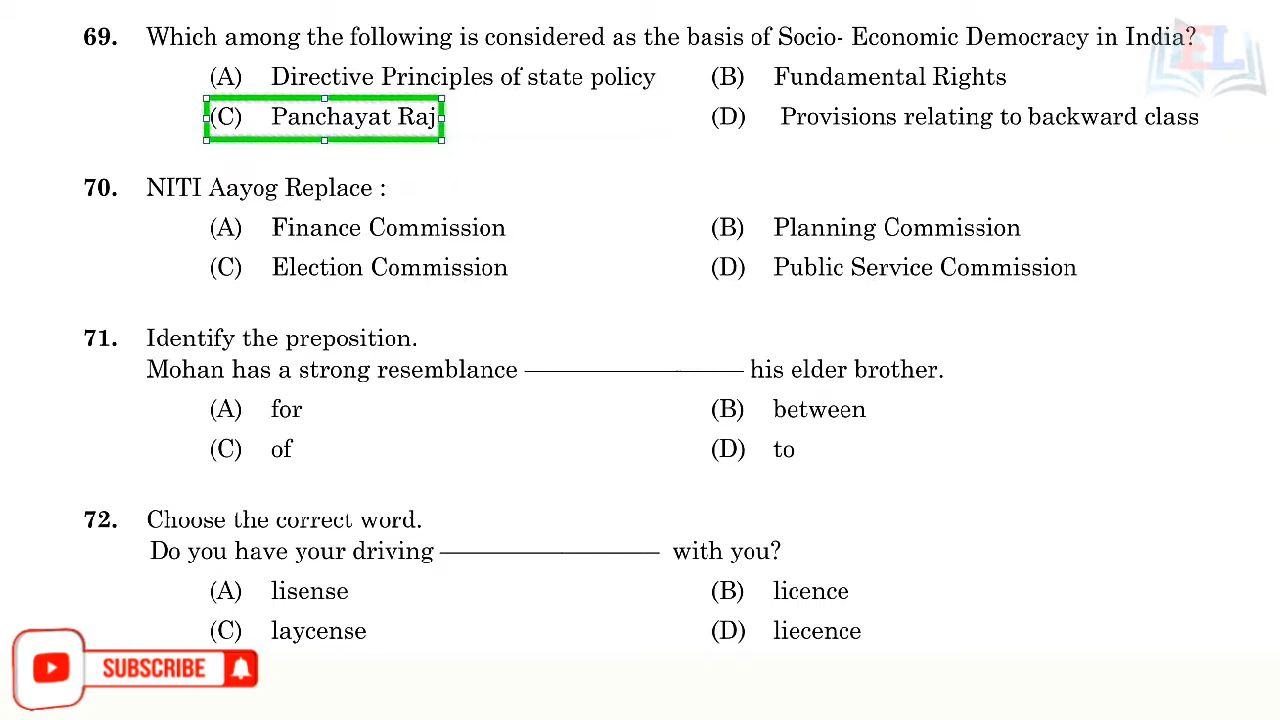 69. Which among the following is considered as the basis of Socio- Economic Democracy in India?
(A) Directive Principles of state policy (B) Fundamental Rights
(C) Panchayat Raj (D) Provisions relating to backward class
70. NITI Aayog Replace :
(A) Finance Commission (B) Planning Commission
(C) Election Commission (D) Public Service Commission
71. Identify the preposition.
Mohan has a strong resemblance ____________ his elder brother.
(A) for (B) between
(C) of (D) to
72. Choose the correct word.
Do you have your driving ____________ with you?
(A) lisense (B) licence
(C) laycense (D) liecence
SUBSCRIBE
EL